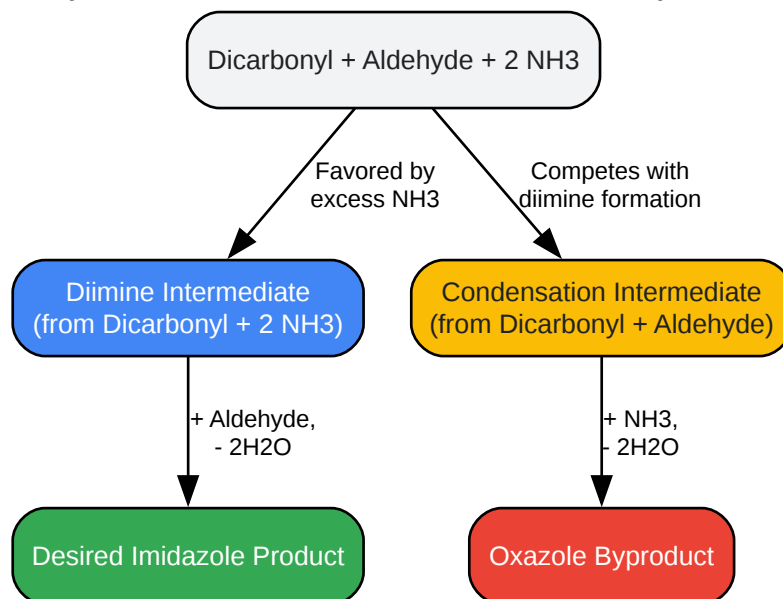 Dicarbonyl + Aldehyde + 2 NH3
Favored by
excess NH3
Competes with
diimine formation
Diimine Intermediate
(from Dicarbonyl + 2 NH3)
Condensation Intermediate
(from Dicarbonyl + Aldehyde)
+ Aldehyde,
- 2H2O
+ NH3,
- 2H2O
Desired Imidazole Product
Oxazole Byproduct